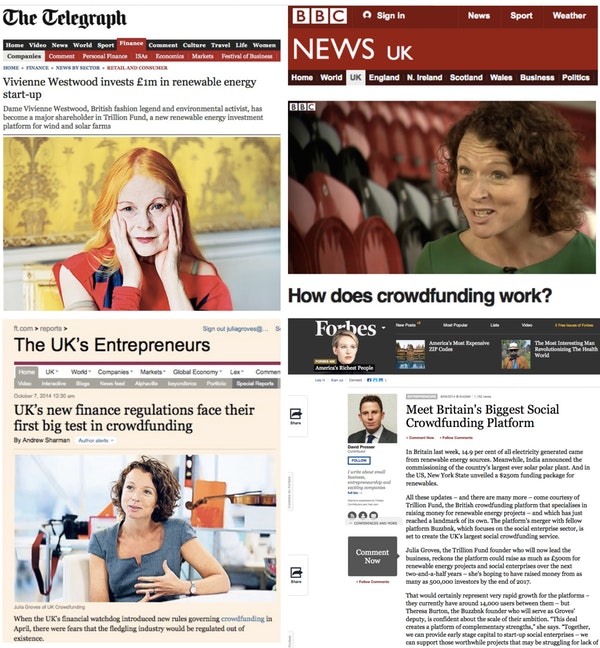 The Telegraph
Home Video News World Sport Finance Comment Culture Travel Life Women
Companies Comment Personal Finance ISAs Economics Markets Festival of Business
HOME » FINANCE » NEWS BY SECTOR » RETAIL AND CONSUMER
Vivienne Westwood invests £1m in renewable energy
start-up
Dame Vivienne Westwood, British fashion legend and environmental activist, has
become a major shareholder in Trillion Fund, a new renewable energy investment
platform for wind and solar farms
BBC Sign in News Sport Weather
NEWS UK
Home World UK England N. Ireland Scotland Wales Business Politics
BBC
How does crowdfunding work?
ft.com > reports > Sign out juliagroves@...
The UK's Entrepreneurs
Home UK World Companies Markets Global Economy Lex Commen
Video Interactive Blogs News feed Alphaville beyondbrics Portfolio Special Reports
October 7, 2014 12:30 am
UK's new finance regulations face their
first big test in crowdfunding
By Andrew Sharman Author alerts
Julia Groves of UK Crowdfunding
When the UK's financial watchdog introduced new rules governing crowdfunding in
April, there were fears that the fledgling industry would be regulated out of
existence.
Forbes New Posts Most Popular Lists Video 2 Free Issues of Forbes
FORBES 400
America's Richest People
America's Most Expensive
ZIP Codes
The Most Interesting Man
Revolutionizing The Health
World
Log in Sign up Connect
Share
David Prosser
Contributor
FOLLOW
I write about small
business,
entrepreneurship and
exciting companies
full bio →
ENTREPRENEURS
Meet Britain's Biggest Social
Crowdfunding Platform
+ Comment Now + Follow Comments
In Britain last week, 14.9 per cent of all electricity generated came
from renewable energy sources. Meanwhile, India announced the
commissioning of the country's largest ever solar polar plant. And in
the US, New York State unveiled a $250m funding package for
renewables.
All these updates – and there are many more – come courtesy of
Trillion Fund, the British crowdfunding platform that specialises in
raising money for renewable energy projects – and which has just
reached a landmark of its own. The platform's merger with fellow
platform Buzzbnk, which focuses on the social enterprise sector, is
set to create the UK's largest social crowdfunding service.
Comment
Now
+ Follow Comments
Share
Julia Groves, the Trillion Fund founder who will now lead the
business, reckons the platform could raise as much as £500m for
renewable energy projects and social enterprises over the next
two-and-a-half years – she's hoping to have raised money from as
many as 500,000 investors by the end of 2017.
That would certainly represent very rapid growth for the platforms –
they currently have around 14,000 users between them – but
Theresa Burton, the Buzzbnk founder who will serve as Groves'
deputy, is confident about the scale of their ambition. "This deal
creates a platform of complementary strengths," she says. "Together,
we can provide early stage capital to start-up social enterprises – we
can support those worthwhile projects that may be struggling for lack of